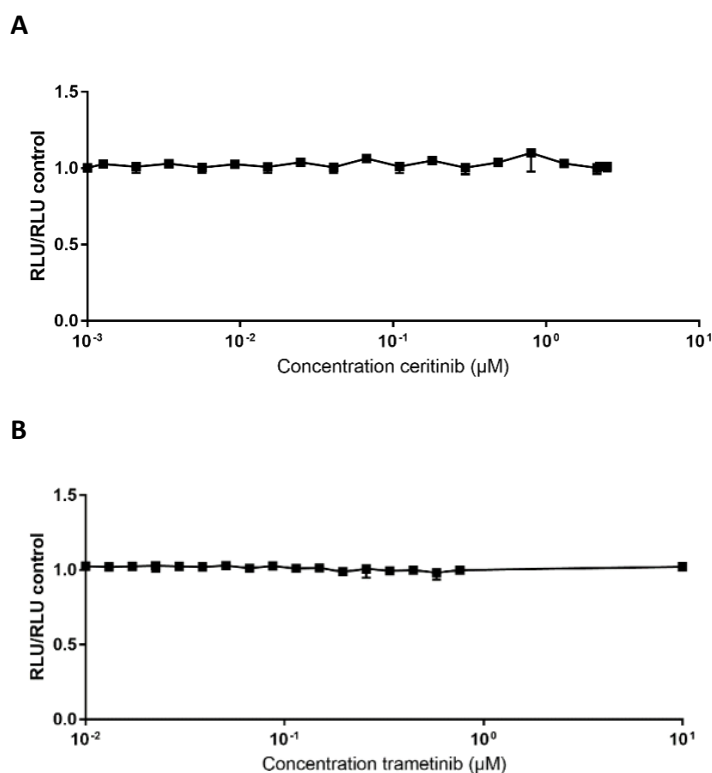 A
1.5
1.0
0.5
0.0
RLU/RLU control
10⁻³ 10⁻² 10⁻¹ 10⁰ 10¹
Concentration ceritinib (µM)
B
1.5
1.0
0.5
0.0
RLU/RLU control
10⁻² 10⁻¹ 10⁰ 10¹
Concentration trametinib (µM)